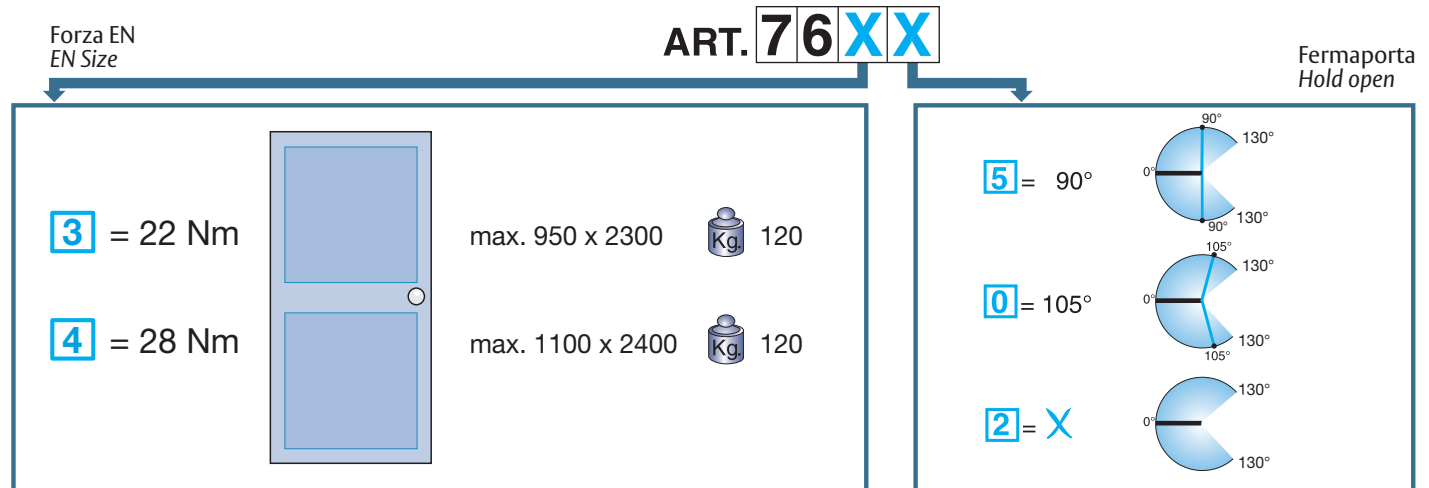 Forza EN
EN Size
ART. 76XX
Fermaporta
Hold open
3 = 22 Nm
max. 950 x 2300
Kg. 120
4 = 28 Nm
max. 1100 x 2400
Kg. 120
5 = 90°
90°
130°
0°
130°
90°
0 = 105°
105°
130°
0°
130°
105°
2 = X
130°
0°
130°